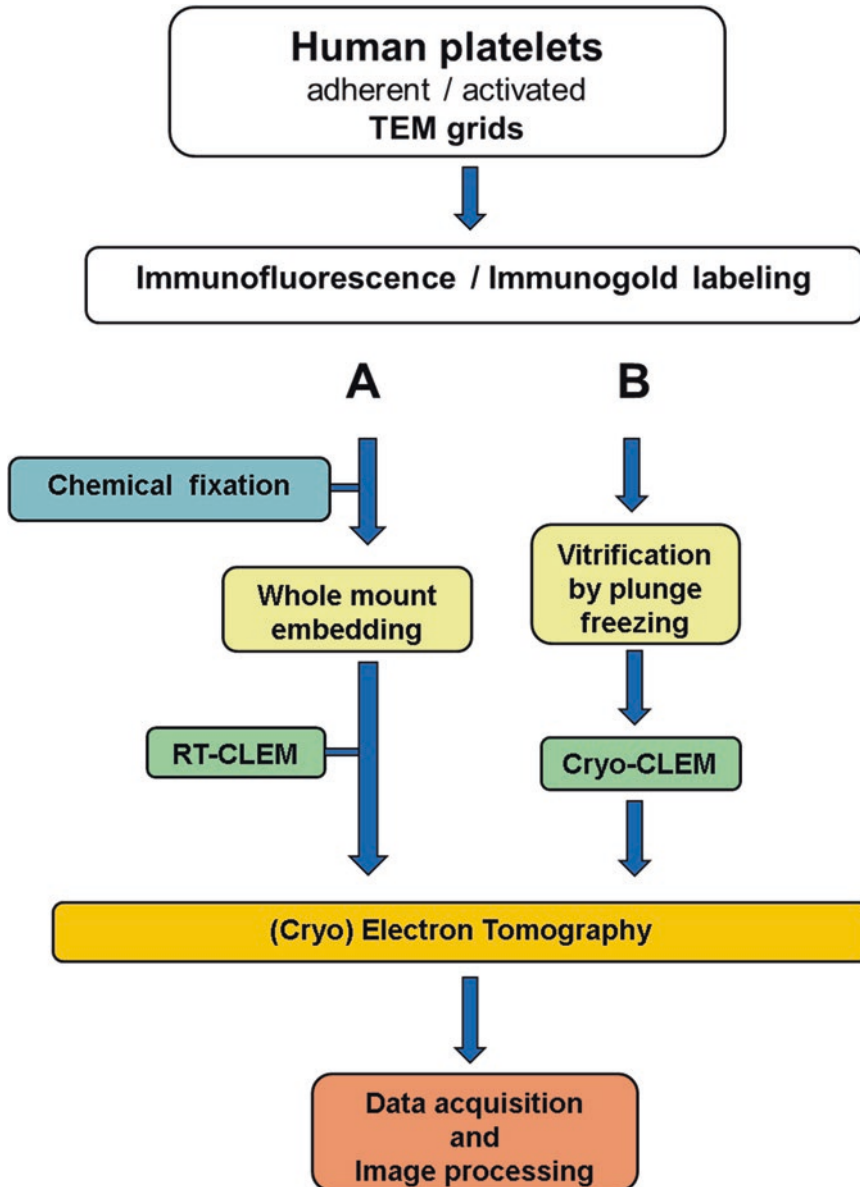 Human platelets
adherent / activated
TEM grids
Immunofluorescence / Immunogold labeling
A
B
Chemical fixation
Whole mount
embedding
Vitrification
by plunge
freezing
RT-CLEM
Cryo-CLEM
(Cryo) Electron Tomography
Data acquisition
and
Image processing